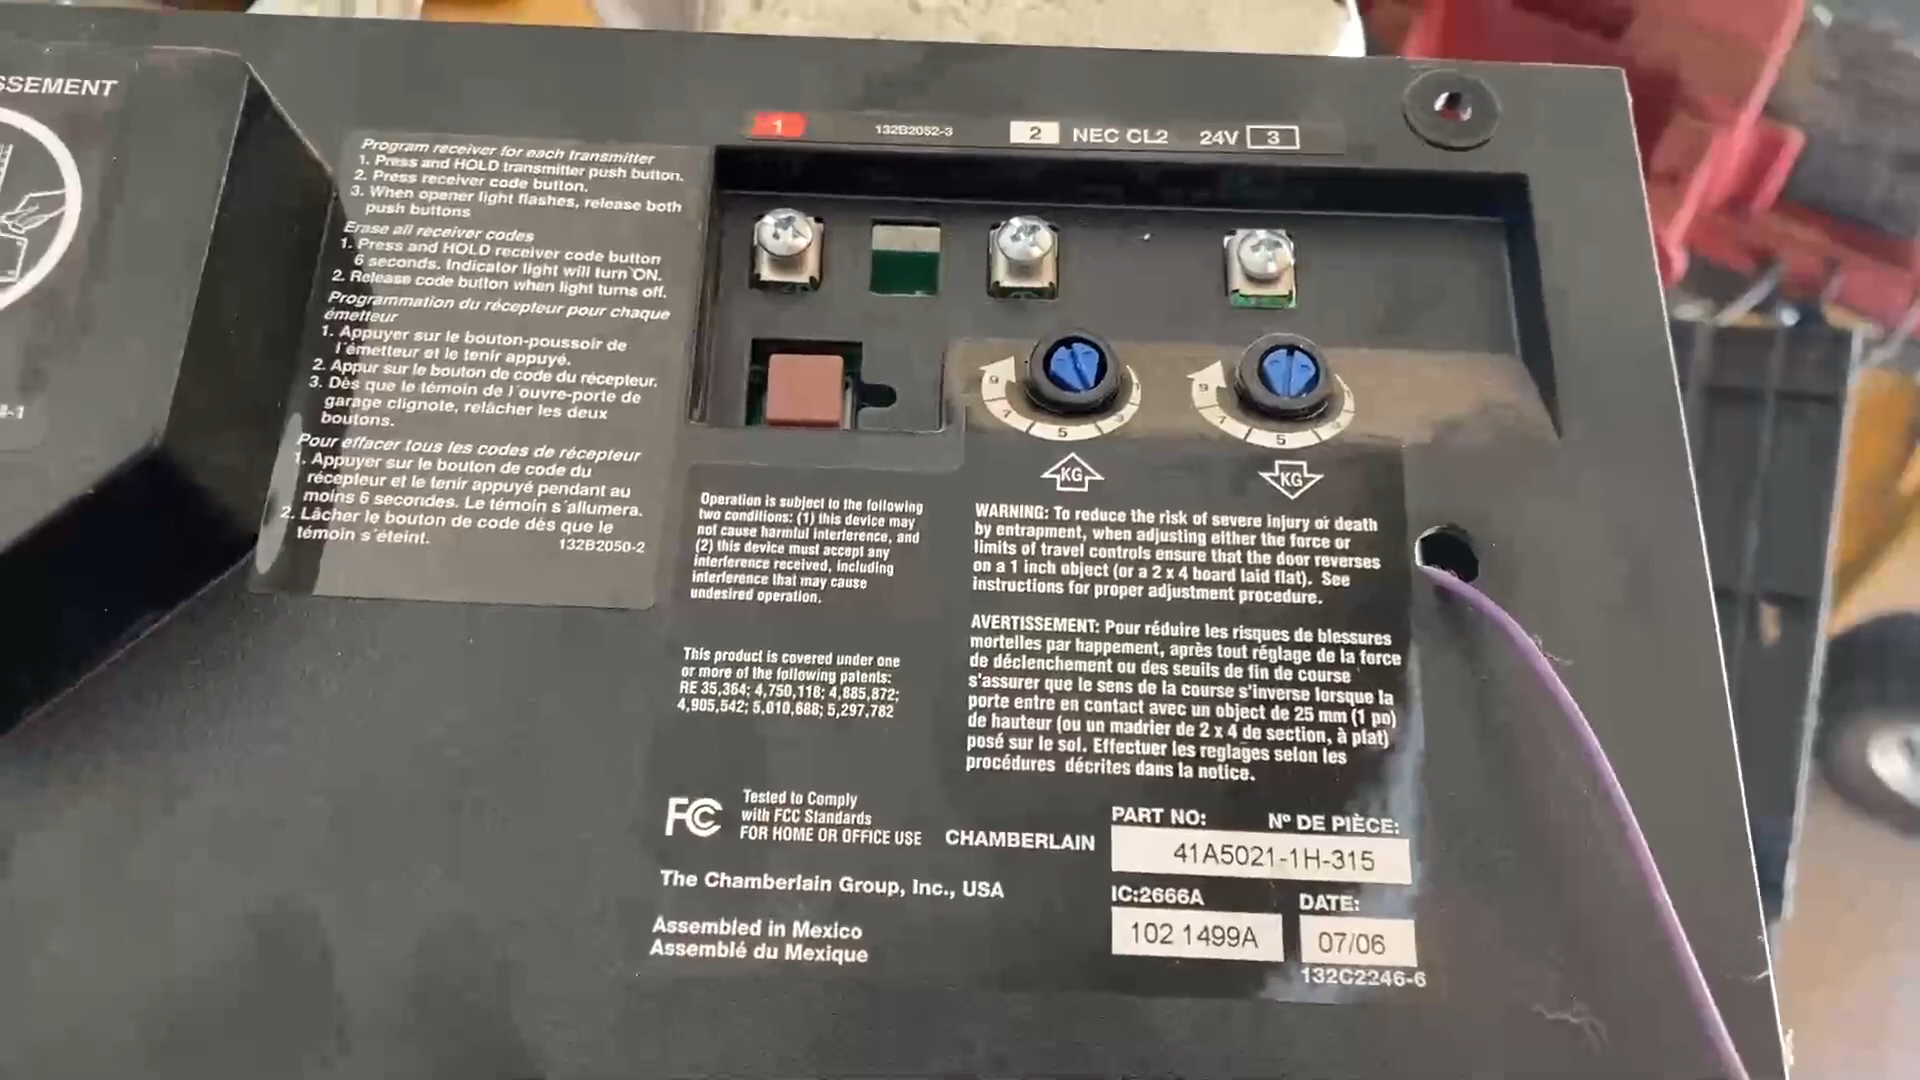 SSEMENT
-1
Program receiver for each transmitter
1. Press and HOLD transmitter push button.
2. Press receiver code button.
3. When opener light flashes, release both
push buttons
Erase all receiver codes
1. Press and HOLD receiver code button
6 seconds. Indicator light will turn ON.
2. Release code button when light turns off.
Programmation du récepteur pour chaque
émetteur
1. Appuyer sur le bouton-poussoir de
l'émetteur et le tenir appuyé.
2. Appur sur le bouton de code du récepteur.
3. Dès que le témoin de l'ouvre-porte de
garage clignote, relâcher les deux
boutons.
Pour effacer tous les codes de récepteur
1. Appuyer sur le bouton de code du
récepteur et le tenir appuyé pendant au
moins 6 secondes. Le témoin s'allumera.
2. Lâcher le bouton de code dès que le
témoin s'éteint.
132B2050-2
1 132B2052-3 2 NEC CL2 24V 3
9 5
9 5
KG KG
Operation is subject to the following
two conditions: (1) this device may
not cause harmful interference, and
(2) this device must accept any
interference received, including
interference that may cause
undesired operation.
This product is covered under one
or more of the following patents:
RE 35,364; 4,750,118; 4,885,872;
4,905,542; 5,010,688; 5,297,782
WARNING: To reduce the risk of severe injury or death
by entrapment, when adjusting either the force or
limits of travel controls ensure that the door reverses
on a 1 inch object (or a 2 x 4 board laid flat). See
instructions for proper adjustment procedure.
AVERTISSEMENT: Pour réduire les risques de blessures
mortelles par happement, après tout réglage de la force
de déclenchement ou des seuils de fin de course
s'assurer que le sens de la course s'inverse lorsque la
porte entre en contact avec un object de 25 mm (1 po)
de hauteur (ou un madrier de 2 x 4 de section, à plat)
posé sur le sol. Effectuer les reglages selon les
procédures décrites dans la notice.
FC
Tested to Comply
with FCC Standards
FOR HOME OR OFFICE USE
CHAMBERLAIN
The Chamberlain Group, Inc., USA
Assembled in Mexico
Assemblé du Mexique
PART NO: Nº DE PIÈCE:
41A5021-1H-315
IC:2666A DATE:
102 1499A 07/06
132C2246-6